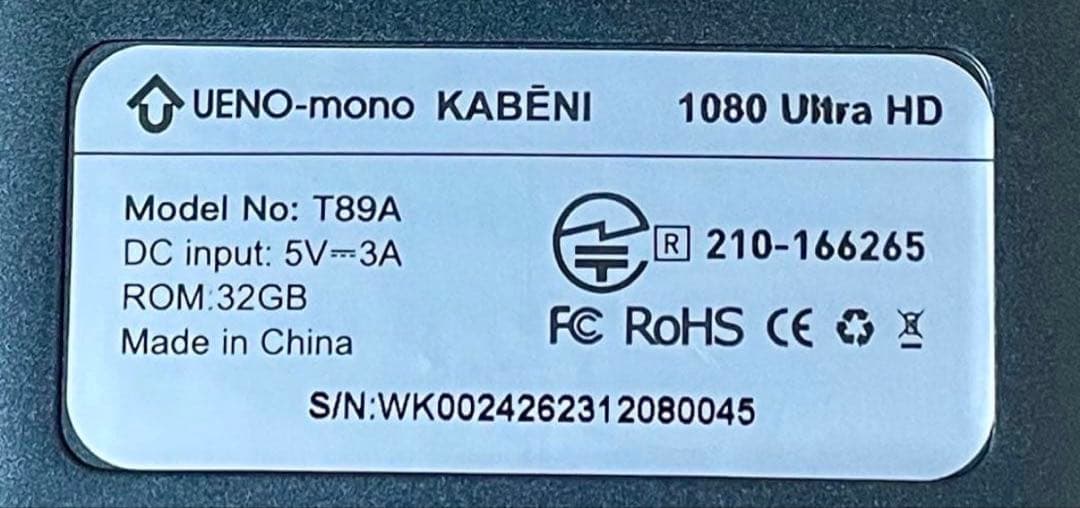 UENO-mono KABĒNI 1080 Ultra HD
Model No: T89A
DC input: 5V⎓3A
ROM:32GB
Made in China
R 210-166265
FC RoHS CE
S/N:WK0024262312080045